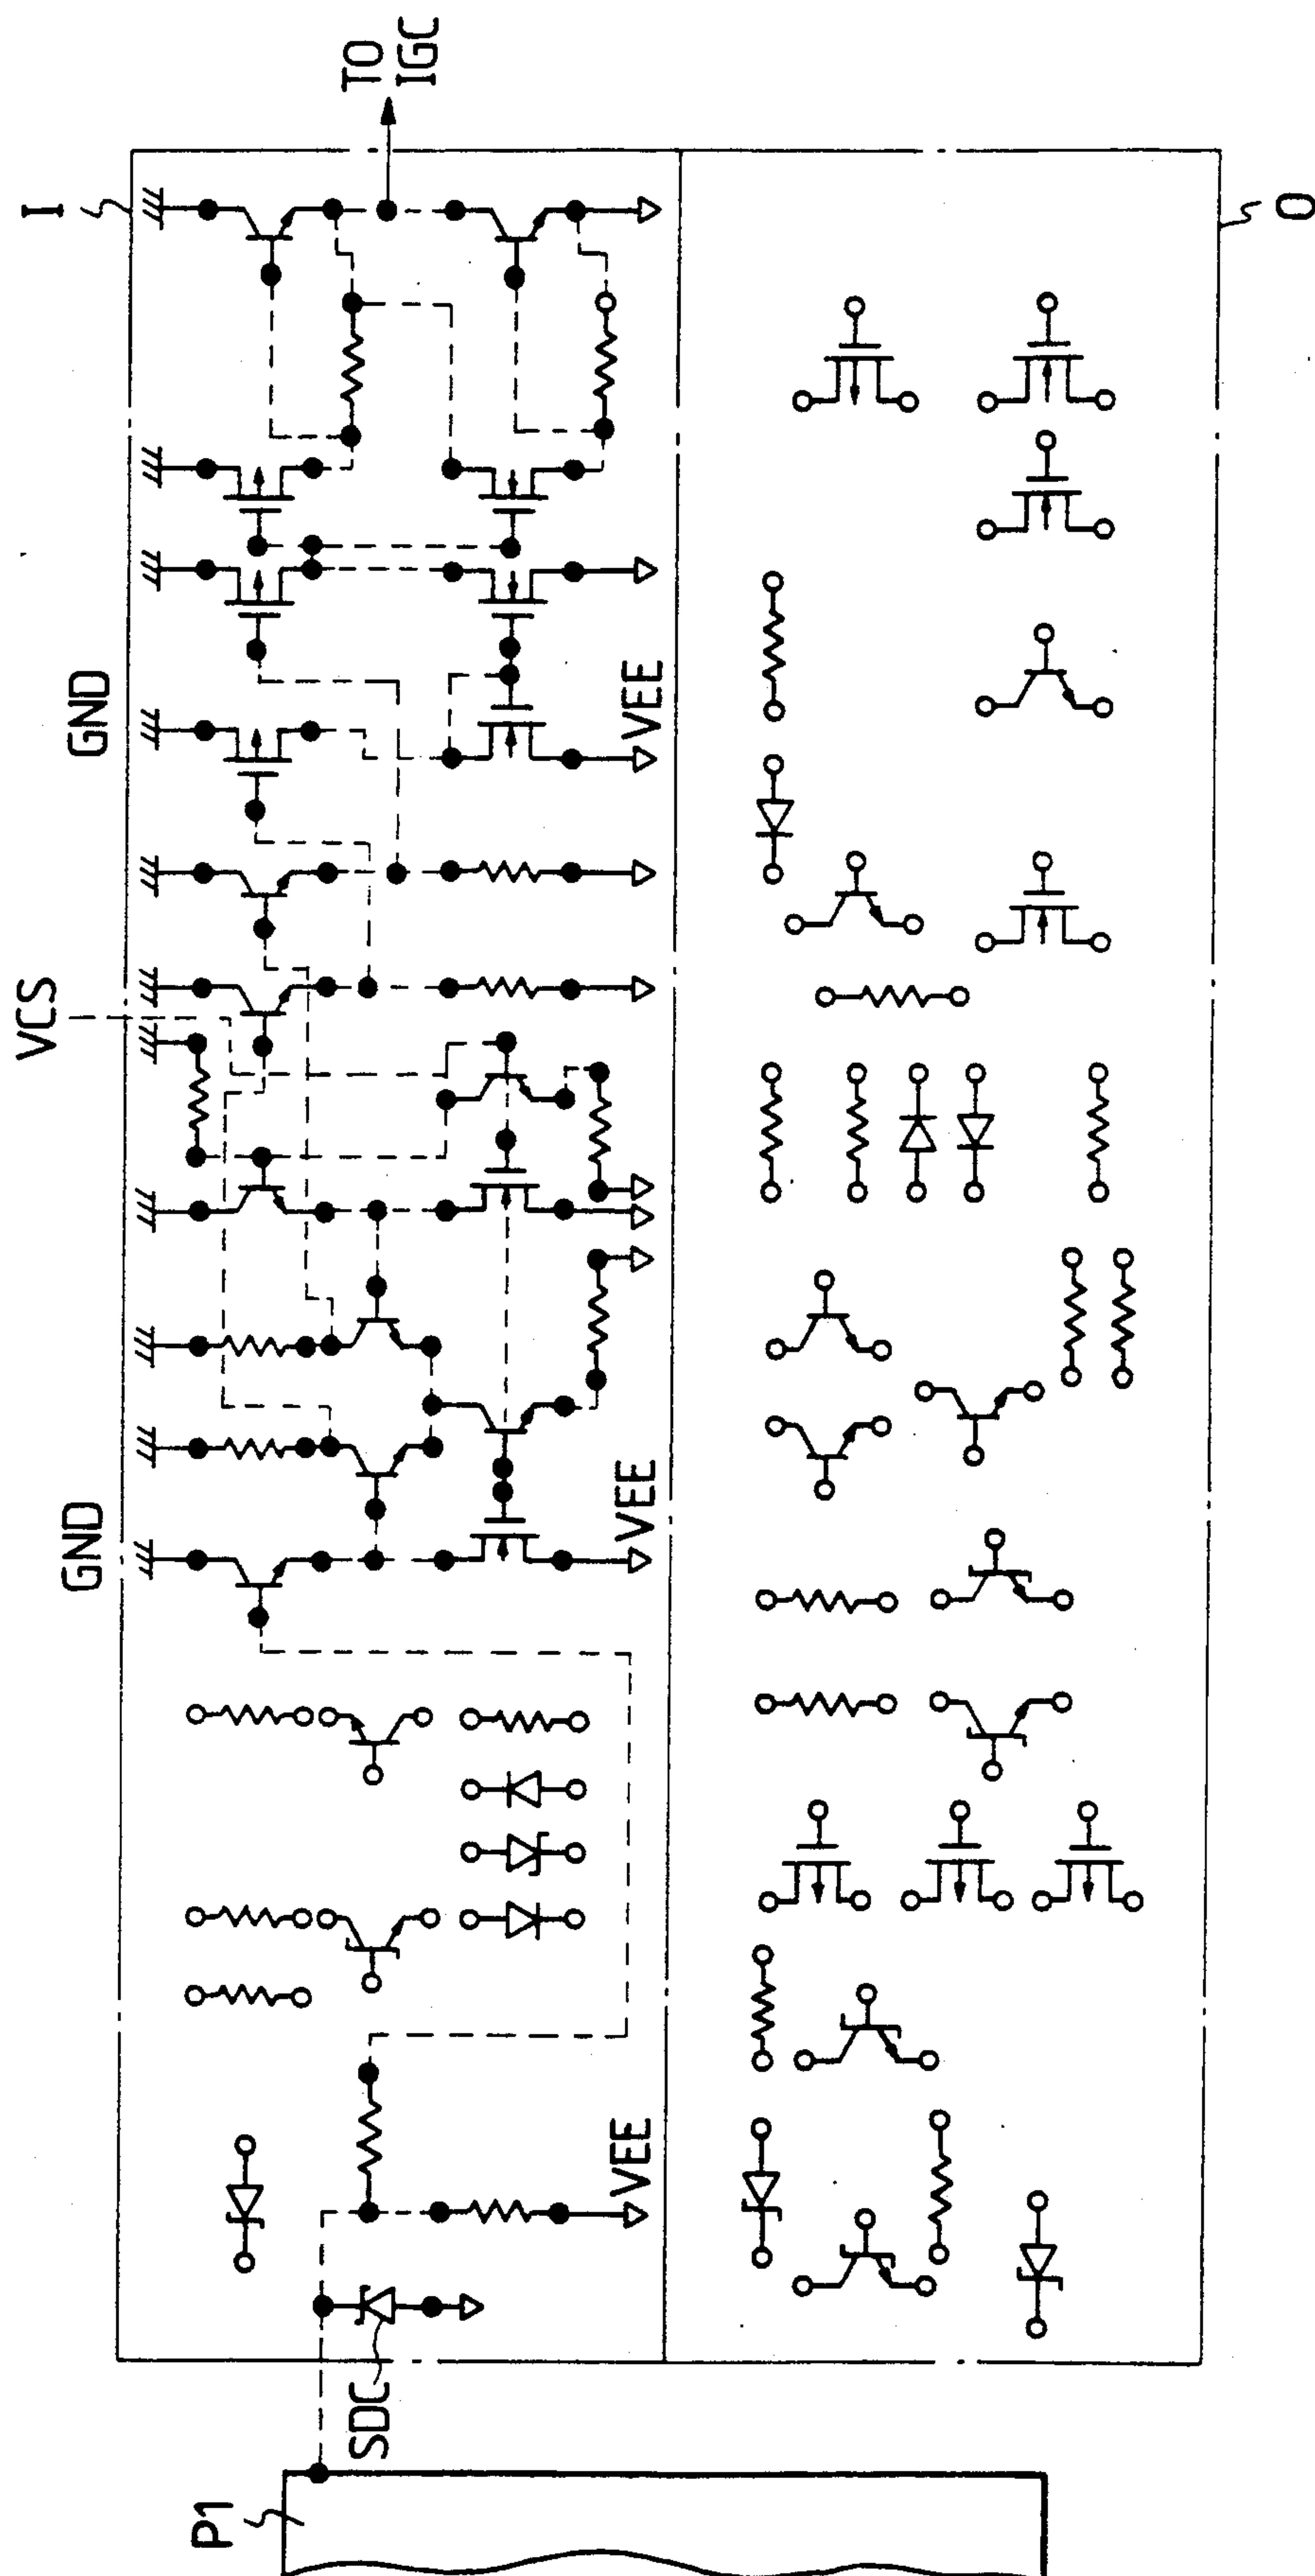 TO
IGC
I
GND
VEE
VCS
O
GND
VEE
VEE
SDC
P1